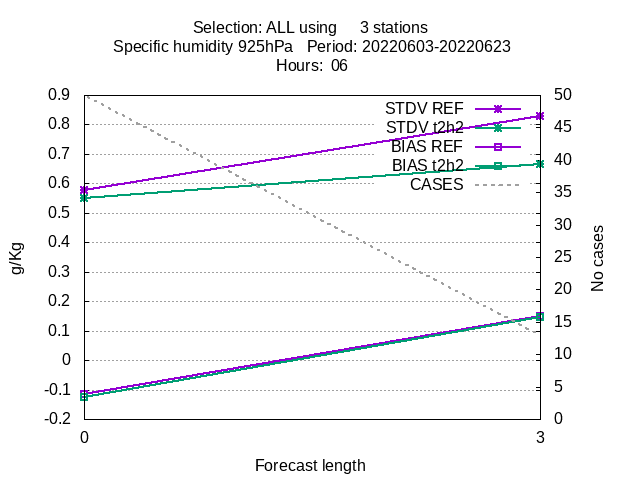 Selection: ALL using 3 stations
Specific humidity 925hPa Period: 20220603-20220623
Hours: 06
0.9
0.8
0.7
0.6
0.5
0.4
0.3
0.2
0.1
0
-0.1
-0.2
g/Kg
50
45
40
35
30
25
20
15
10
5
0
No cases
STDV REF
STDV t2h2
BIAS REF
BIAS t2h2
CASES
0 3
Forecast length